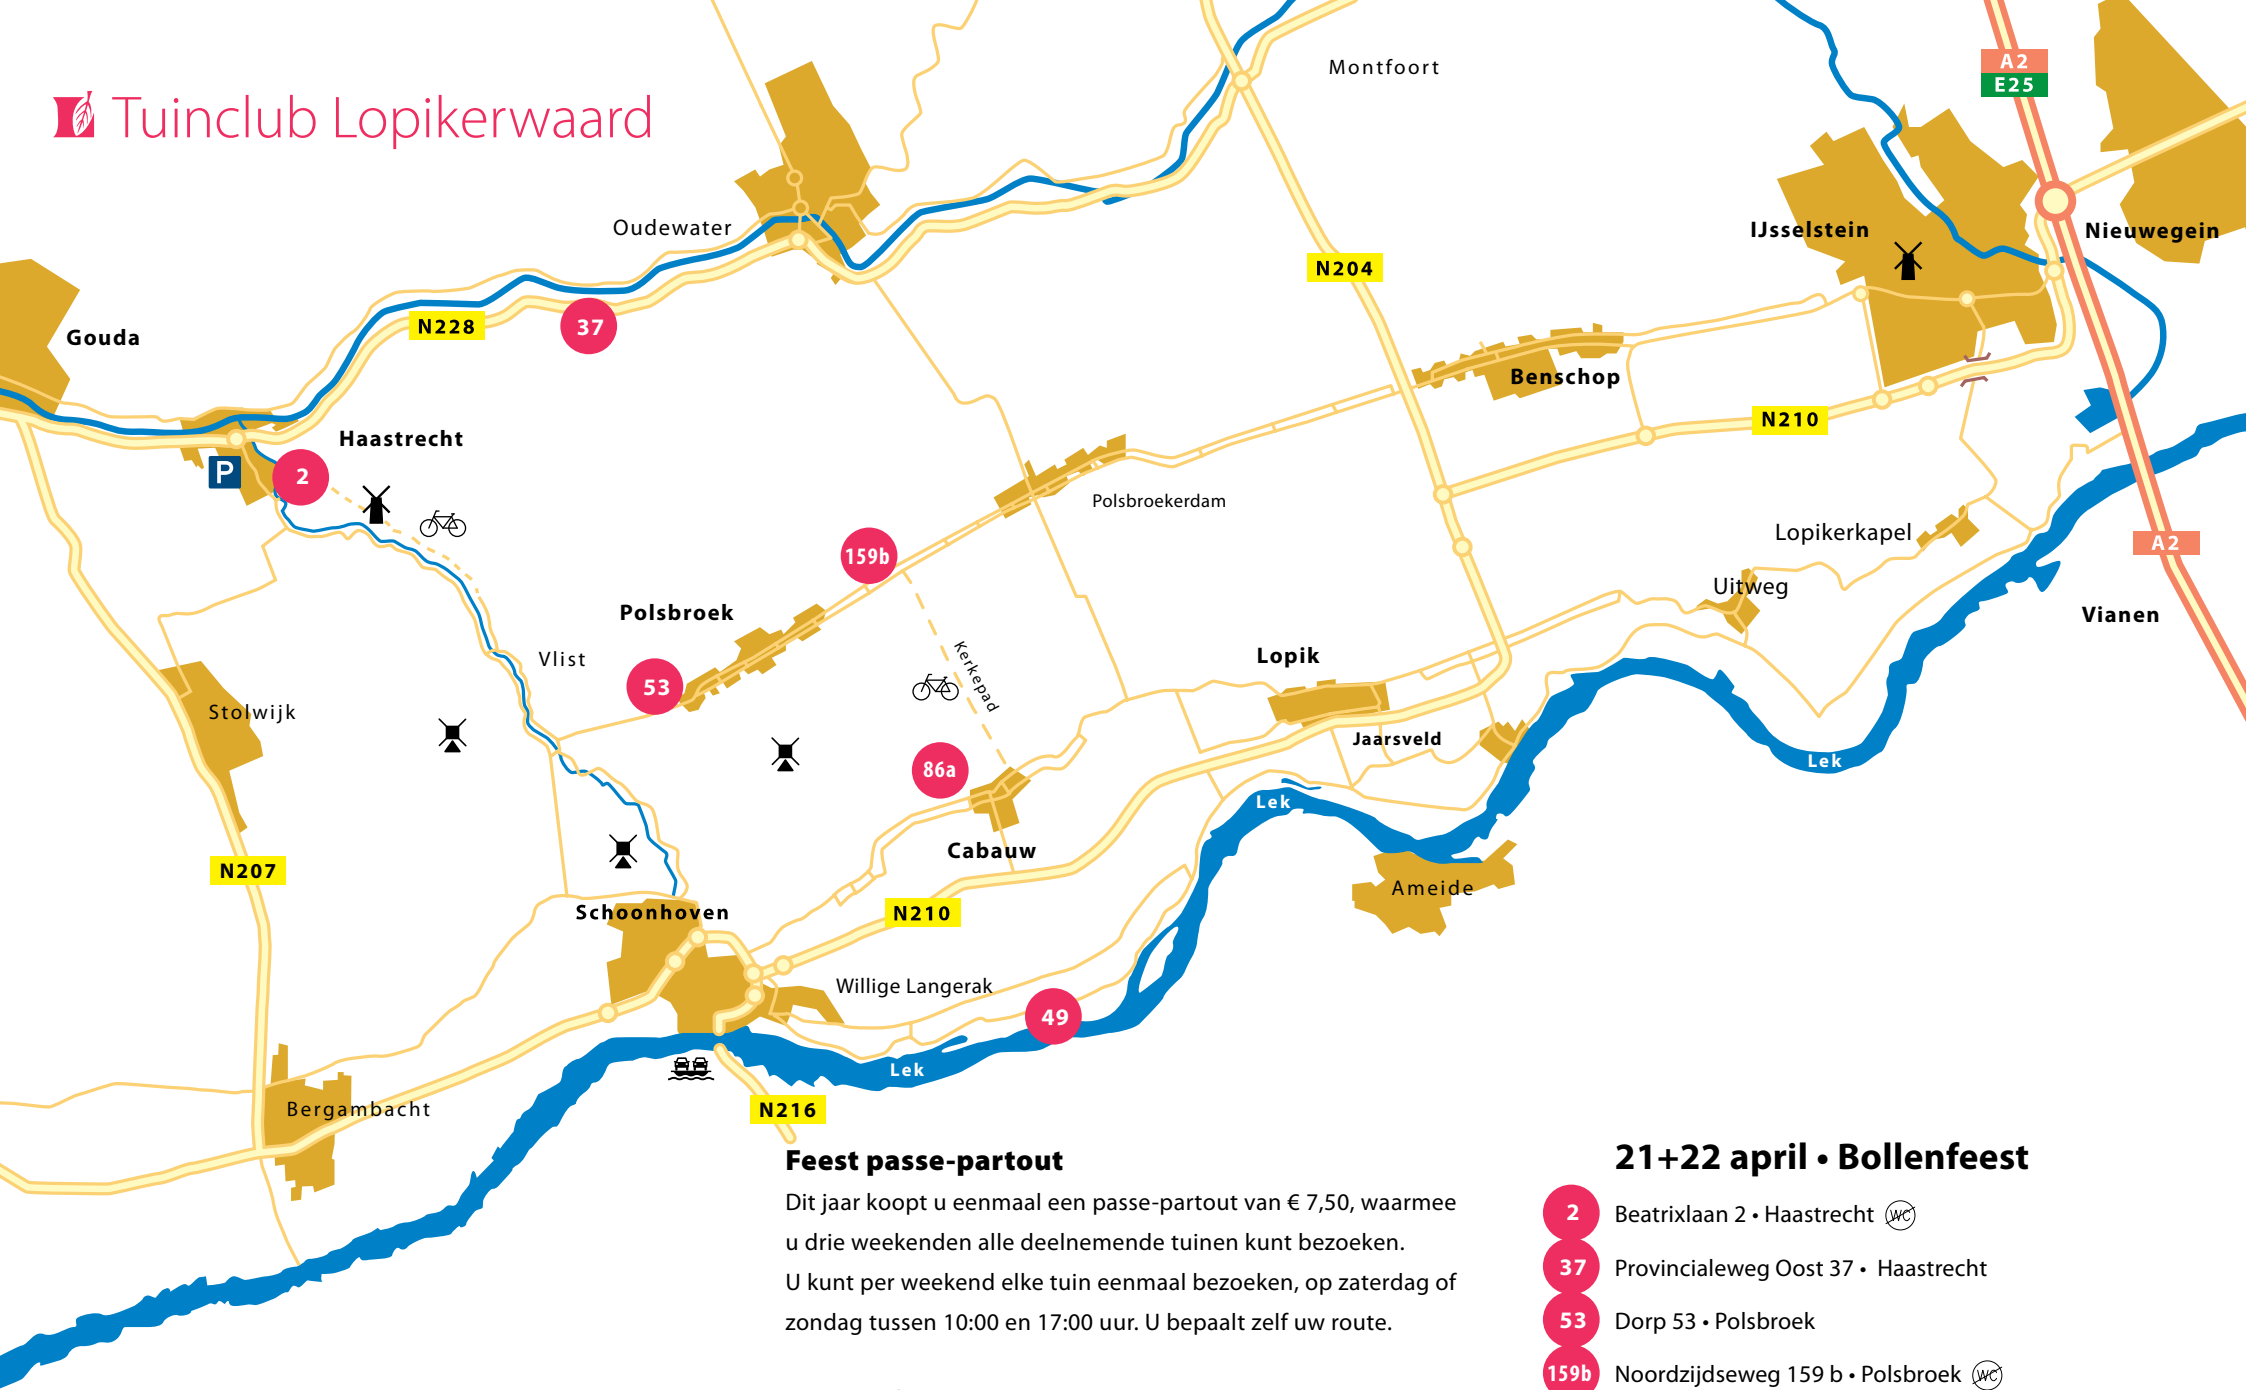 Tuinclub Lopikerwaard
Montfoort
A2
E25
Oudewater
IJsselstein
Nieuwegein
N204
Gouda
N228
37
Benschop
N210
Haastrecht
P
2
Polsbroekerdam
Lopikerkapel
A2
159b
Uitweg
Polsbroek
Vianen
Vlist
Kerkepad
Lopik
53
Stolwijk
Jaarsveld
Lek
86a
Lek
Cabauw
N207
Ameide
Schoonhoven
N210
Willige Langerak
49
Lek
Bergambacht
N216
Feest passe-partout
Dit jaar koopt u eenmaal een passe-partout van € 7,50, waarmee
u drie weekenden alle deelnemende tuinen kunt bezoeken.
U kunt per weekend elke tuin eenmaal bezoeken, op zaterdag of
zondag tussen 10:00 en 17:00 uur. U bepaalt zelf uw route.
21+22 april • Bollenfeest
2 Beatrixlaan 2 • Haastrecht WC
37 Provincialeweg Oost 37 • Haastrecht
53 Dorp 53 • Polsbroek
159b Noordzijdseweg 159 b • Polsbroek WC